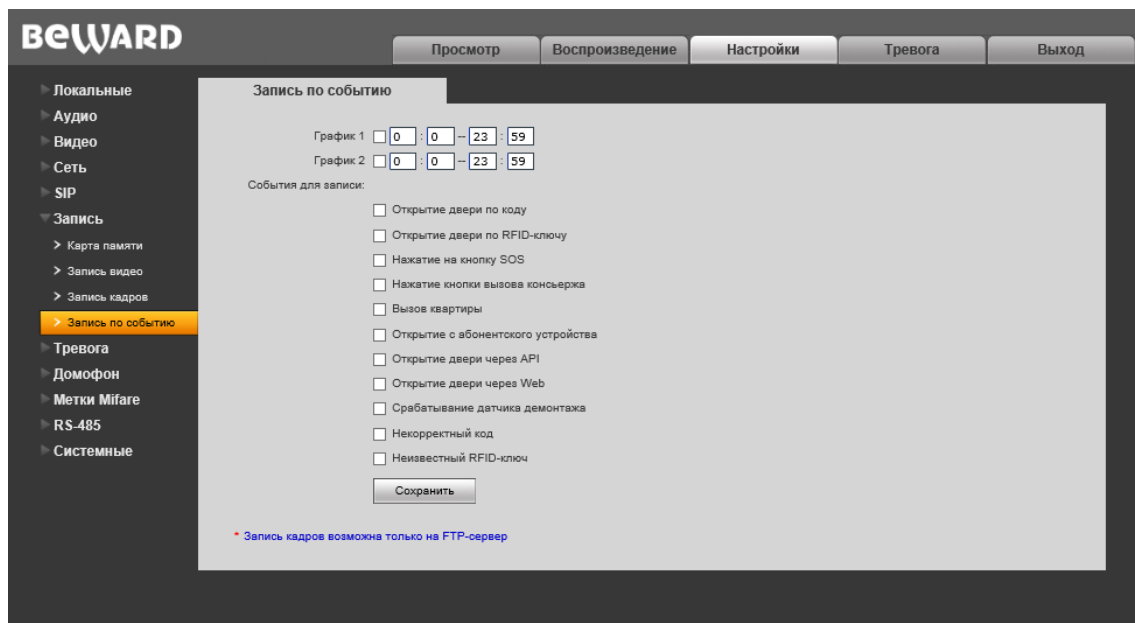 BEWARD
Просмотр Воспроизведение Настройки Тревога Выход
Локальные
Аудио
Видео
Сеть
SIP
Запись
> Карта памяти
> Запись видео
> Запись кадров
> Запись по событию
Тревога
Домофон
Метки Mifare
RS-485
Системные
Запись по событию
График 1 0 : 0 – 23 : 59
График 2 0 : 0 – 23 : 59
События для записи:
Открытие двери по коду
Открытие двери по RFID-ключу
Нажатие на кнопку SOS
Нажатие кнопки вызова консьержа
Вызов квартиры
Открытие с абонентского устройства
Открытие двери через API
Открытие двери через Web
Срабатывание датчика демонтажа
Некорректный код
Неизвестный RFID-ключ
Сохранить
* Запись кадров возможна только на FTP-сервер